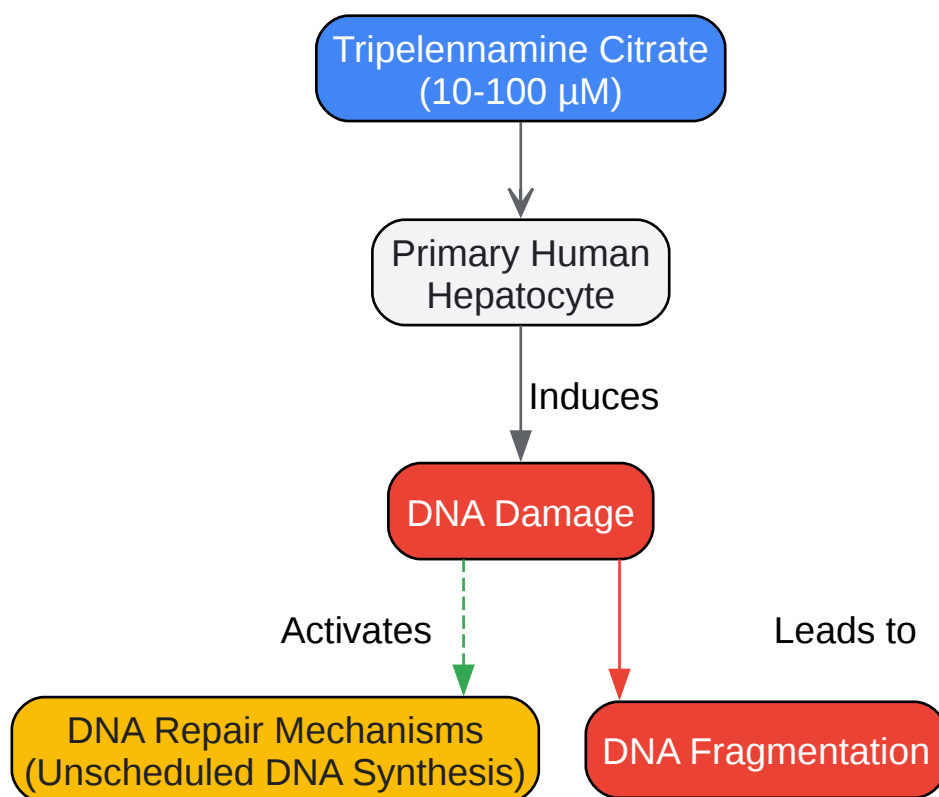 Tripelennamine Citrate
(10-100 µM)
Primary Human
Hepatocyte
Induces
DNA Damage
Activates
Leads to
DNA Repair Mechanisms
(Unscheduled DNA Synthesis)
DNA Fragmentation